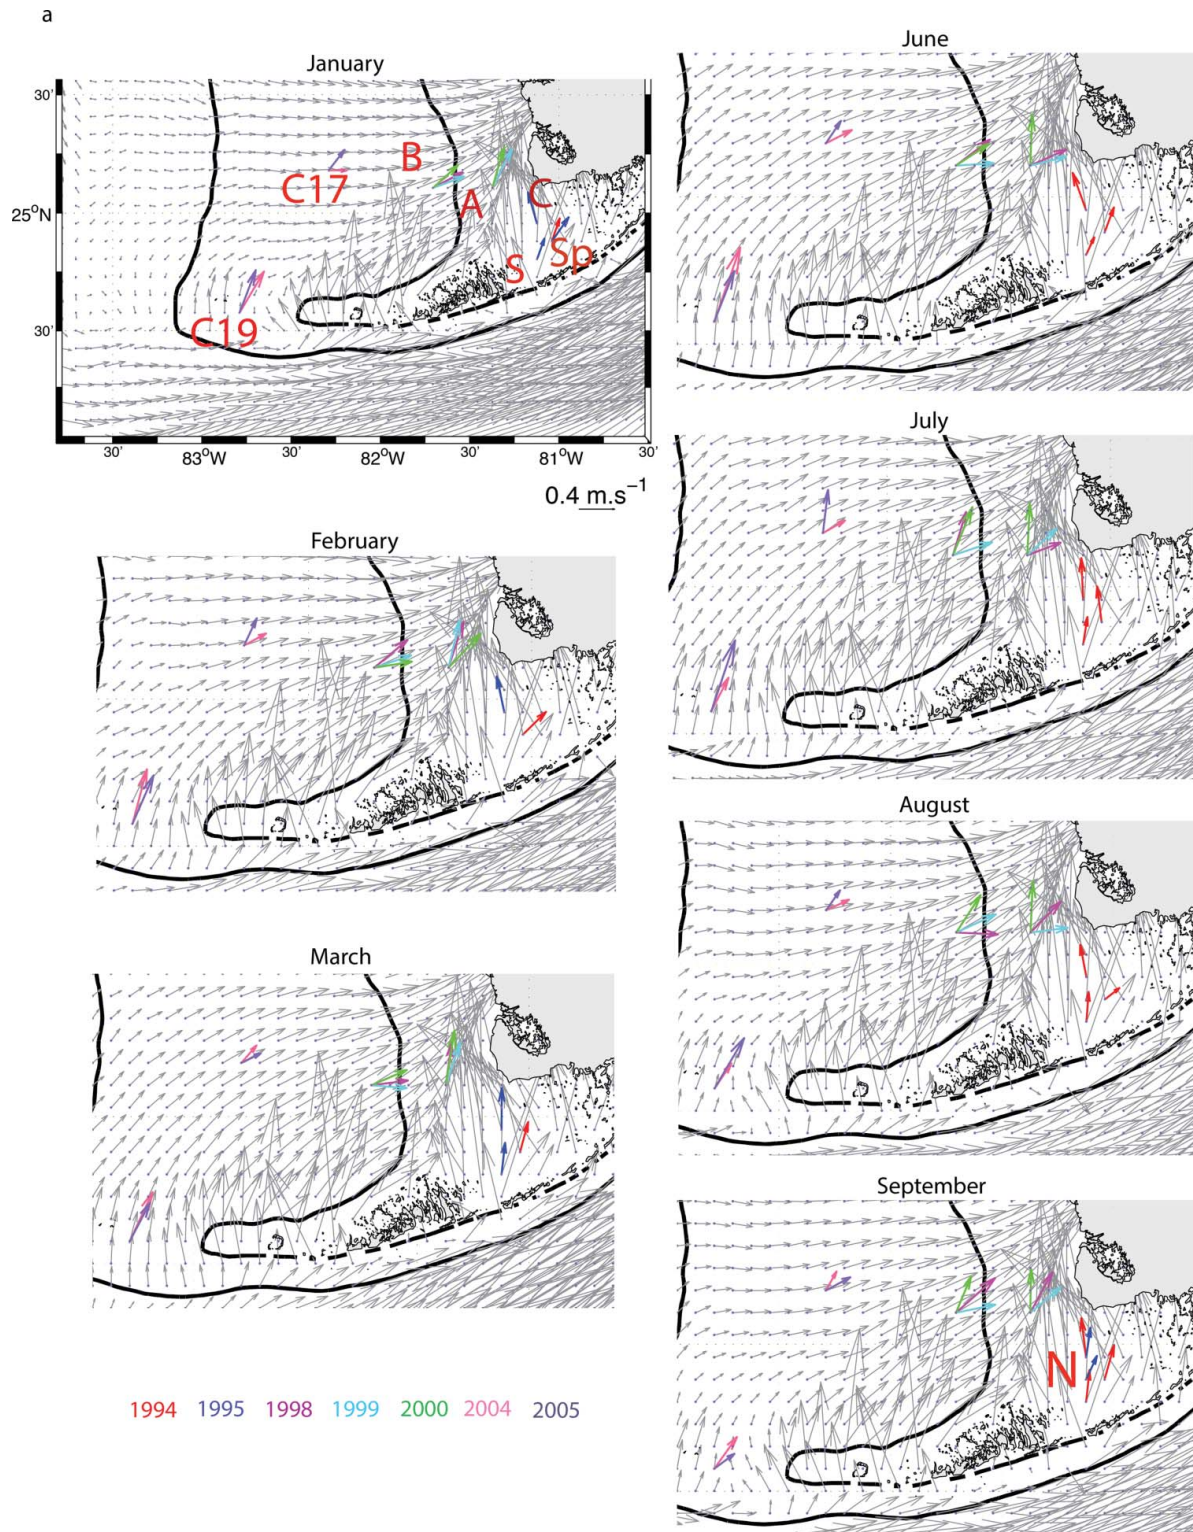 a
January
June
30'
B
C17
A
C
25°N
Sp
S
30'
C19
30'
83°W
30'
82°W
30'
81°W
30'
0.4 m.s⁻¹
July
February
August
March
September
N
1994 1995 1998 1999 2000 2004 2005